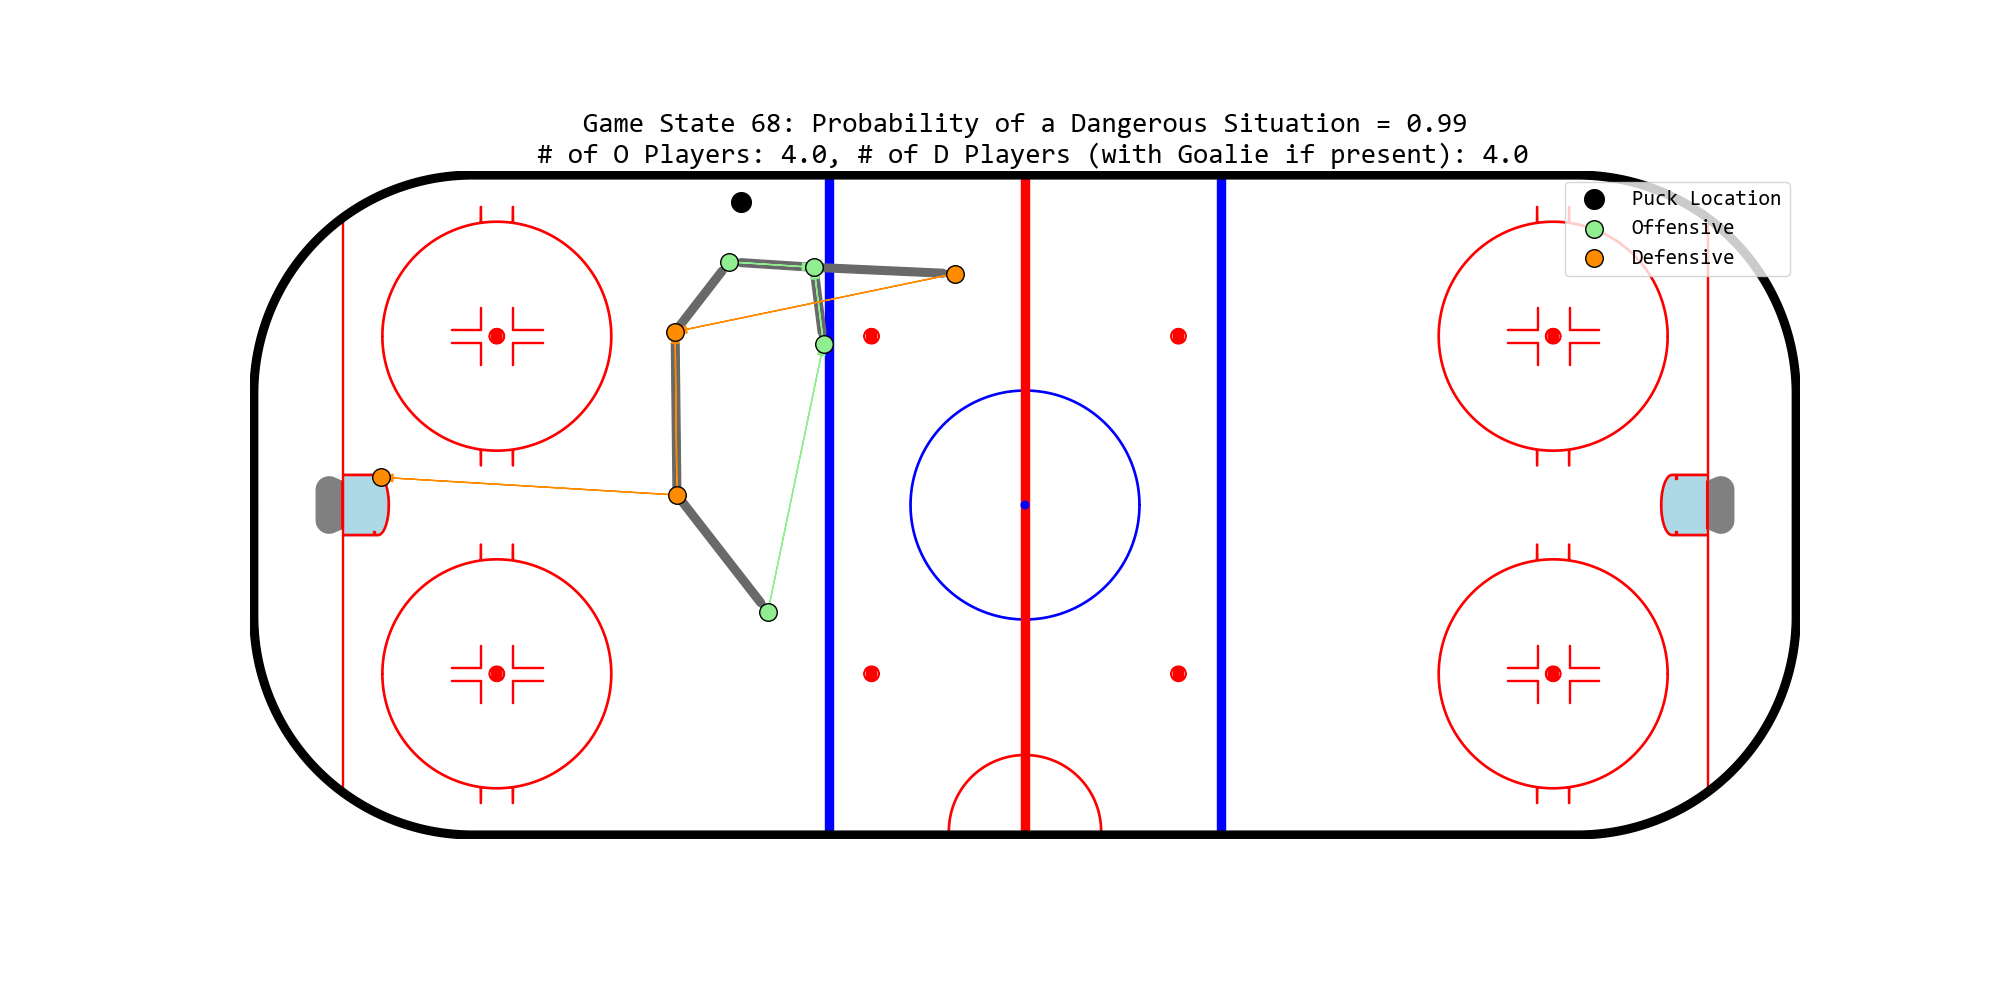 Game State 68: Probability of a Dangerous Situation = 0.99
# of O Players: 4.0, # of D Players (with Goalie if present): 4.0
Puck Location
Offensive
Defensive